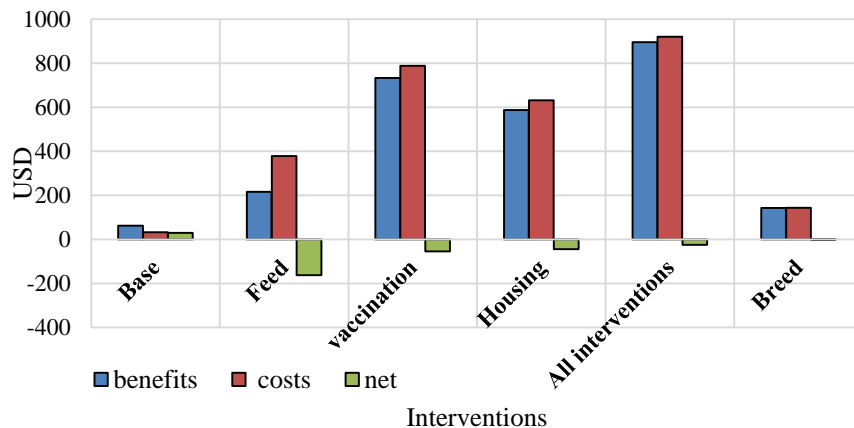 1000
800
600
400
200
0
-200
-400
USD
Base
Feed
vaccination
Housing
All interventions
Breed
benefits costs net
Interventions